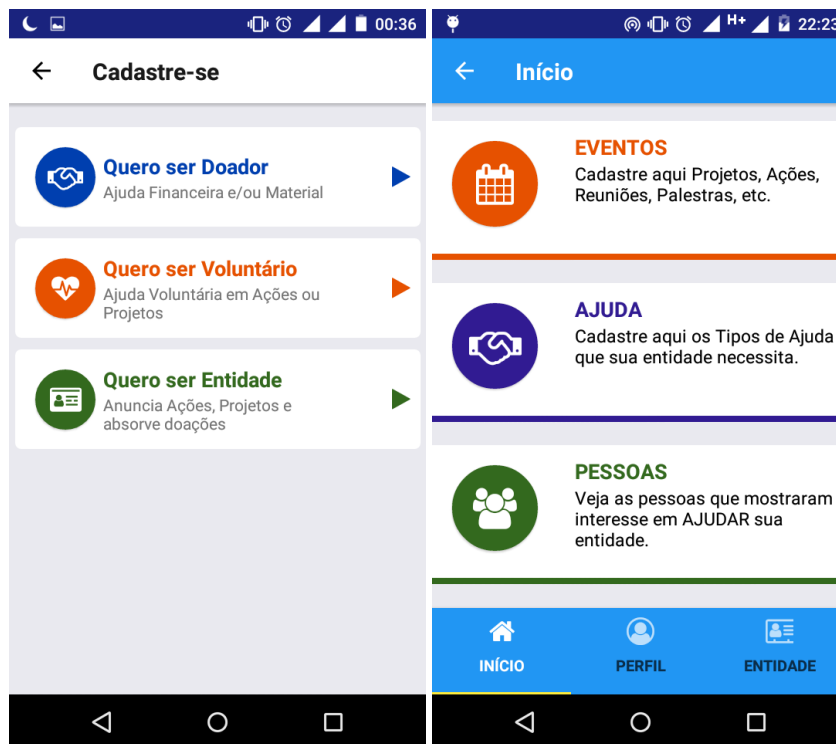 00:36
Cadastre-se
Quero ser Doador
Ajuda Financeira e/ou Material
Quero ser Voluntário
Ajuda Voluntária em Ações ou
Projetos
Quero ser Entidade
Anuncia Ações, Projetos e
absorve doações
H+ 22:23
Início
EVENTOS
Cadastre aqui Projetos, Ações,
Reuniões, Palestras, etc.
AJUDA
Cadastre aqui os Tipos de Ajuda
que sua entidade necessita.
PESSOAS
Veja as pessoas que mostraram
interesse em AJUDAR sua
entidade.
INÍCIO PERFIL ENTIDADE